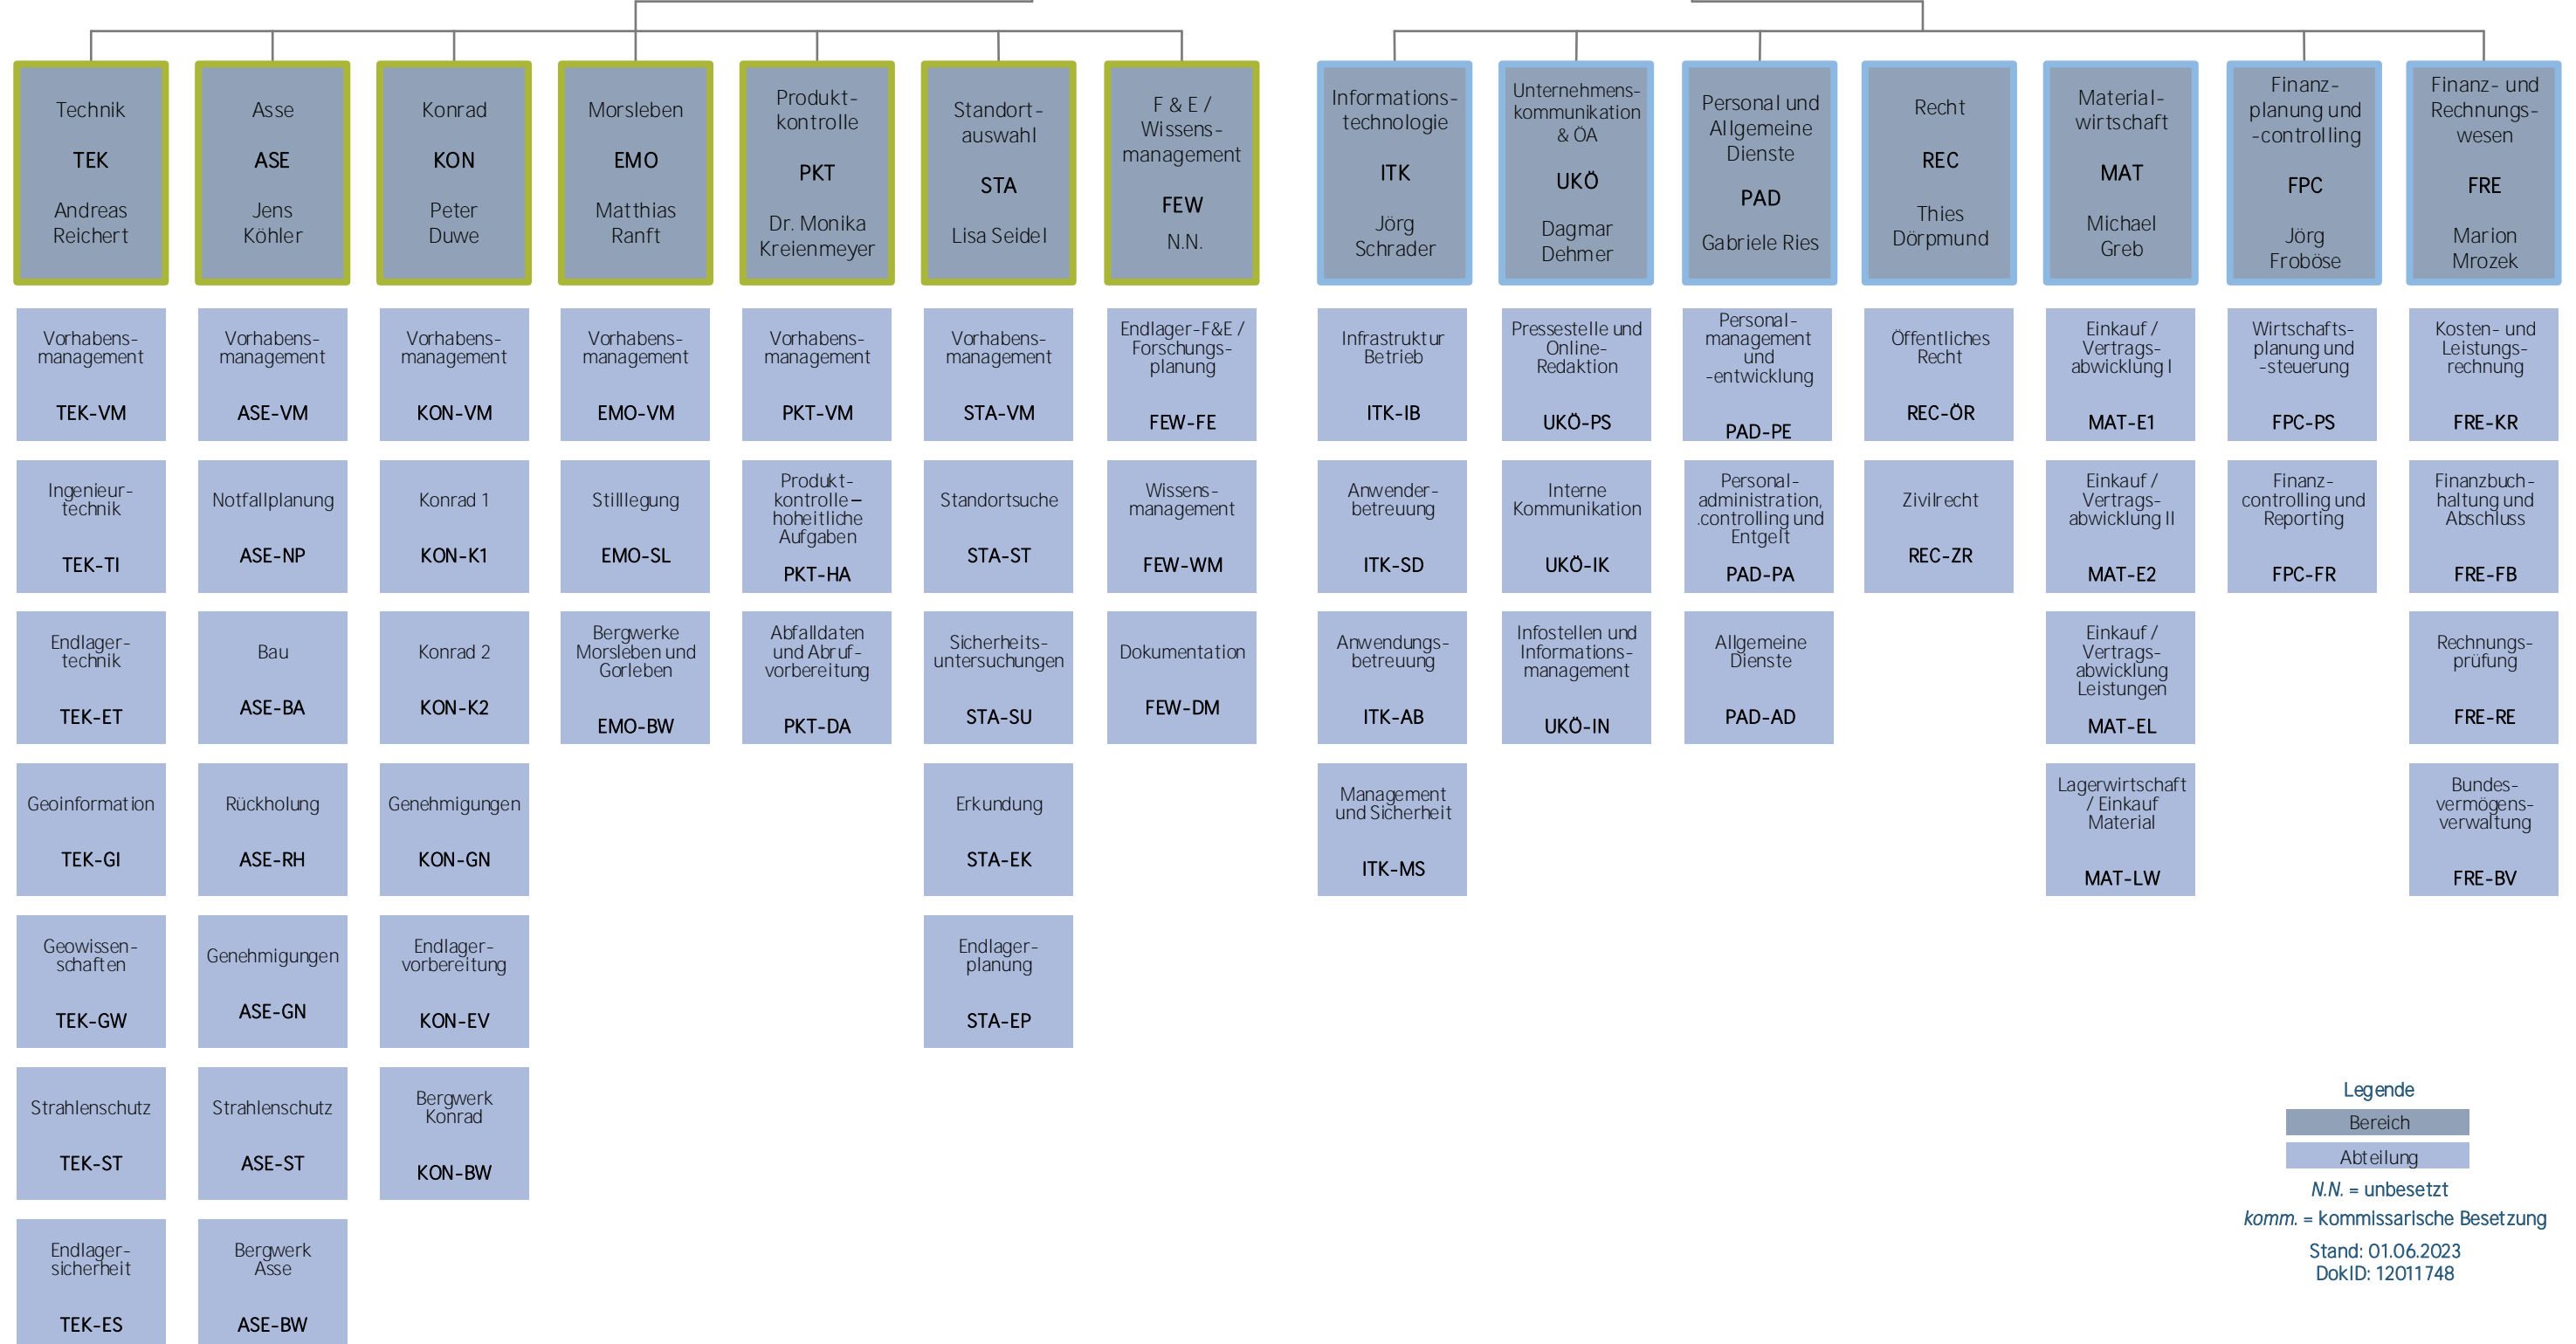 Technik
TEK
Andreas
Reichert
Asse
ASE
Jens
Köhler
Konrad
KON
Peter
Duwe
Morsleben
EMO
Matthias
Ranft
Produkt-
kontrolle
PKT
Dr. Monika
Kreienmeyer
Standort-
auswahl
STA
Lisa Seidel
F & E /
Wissens-
management
FEW
N.N.
Informations-
technologie
ITK
Jörg
Schrader
Unternehmens-
kommunikation
& ÖA
UKÖ
Dagmar
Dehmer
Personal und
Allgemeine
Dienste
PAD
Gabriele Ries
Recht
REC
Thies
Dörpmund
Material-
wirtschaft
MAT
Michael
Greb
Finanz-
planung und
-controlling
FPC
Jörg
Froböse
Finanz- und
Rechnungs-
wesen
FRE
Marion
Mrozek
Vorhabens-
management
TEK-VM
Vorhabens-
management
ASE-VM
Vorhabens-
management
KON-VM
Vorhabens-
management
EMO-VM
Vorhabens-
management
PKT-VM
Vorhabens-
management
STA-VM
Endlager-F&E /
Forschungs-
planung
FEW-FE
Infrastruktur
Betrieb
ITK-IB
Pressestelle und
Online-
Redaktion
UKÖ-PS
Personal-
management
und
-entwicklung
PAD-PE
Öffentliches
Recht
REC-ÖR
Einkauf /
Vertrags-
abwicklung I
MAT-E1
Wirtschafts-
planung und
-steuerung
FPC-PS
Kosten- und
Leistungs-
rechnung
FRE-KR
Ingenieur-
technik
TEK-TI
Notfallplanung
ASE-NP
Konrad 1
KON-K1
Stilllegung
EMO-SL
Produkt-
kontrolle –
hoheitliche
Aufgaben
PKT-HA
Standortsuche
STA-ST
Wissens-
management
FEW-WM
Anwender-
betreuung
ITK-SD
Interne
Kommunikation
UKÖ-IK
Personal-
administration,
.controlling und
Entgelt
PAD-PA
Zivilrecht
REC-ZR
Einkauf /
Vertrags-
abwicklung II
MAT-E2
Finanz-
controlling und
Reporting
FPC-FR
Finanzbuch-
haltung und
Abschluss
FRE-FB
Endlager-
technik
TEK-ET
Bau
ASE-BA
Konrad 2
KON-K2
Bergwerke
Morsleben und
Gorleben
EMO-BW
Abfalldaten
und Abruf-
vorbereitung
PKT-DA
Sicherheits-
untersuchungen
STA-SU
Dokumentation
FEW-DM
Anwendungs-
betreuung
ITK-AB
Infostellen und
Informations-
management
UKÖ-IN
Allgemeine
Dienste
PAD-AD
Einkauf /
Vertrags-
abwicklung
Leistungen
MAT-EL
Rechnungs-
prüfung
FRE-RE
Geoinformation
TEK-GI
Rückholung
ASE-RH
Genehmigungen
KON-GN
Erkundung
STA-EK
Management
und Sicherheit
ITK-MS
Lagerwirtschaft
/ Einkauf
Material
MAT-LW
Bundes-
vermögens-
verwaltung
FRE-BV
Geowissen-
schaften
TEK-GW
Genehmigungen
ASE-GN
Endlager-
vorbereitung
KON-EV
Endlager-
planung
STA-EP
Strahlenschutz
TEK-ST
Strahlenschutz
ASE-ST
Bergwerk
Konrad
KON-BW
Endlager-
sicherheit
TEK-ES
Bergwerk
Asse
ASE-BW
Legende
Bereich
Abteilung
N.N. = unbesetzt
komm. = kommissarische Besetzung
Stand: 01.06.2023
DokID: 12011748